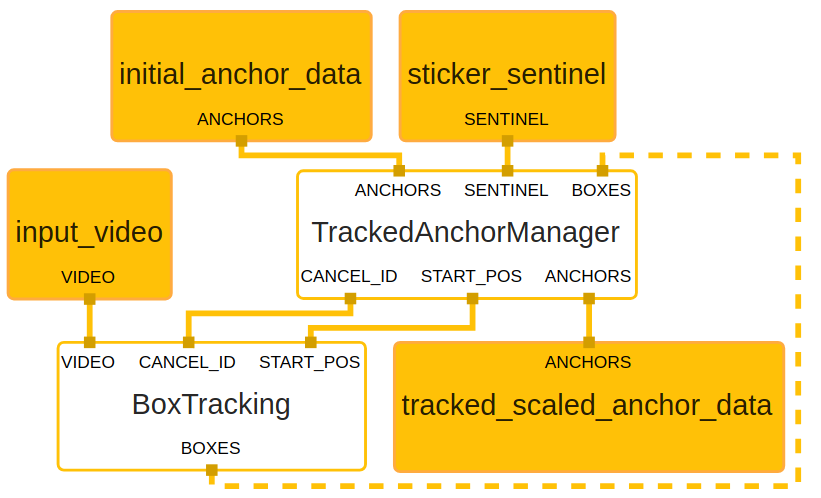 initial_anchor_data
ANCHORS
sticker_sentinel
SENTINEL
input_video
VIDEO
ANCHORS SENTINEL BOXES
TrackedAnchorManager
CANCEL_ID START_POS ANCHORS
VIDEO CANCEL_ID START_POS
BoxTracking
BOXES
ANCHORS
tracked_scaled_anchor_data